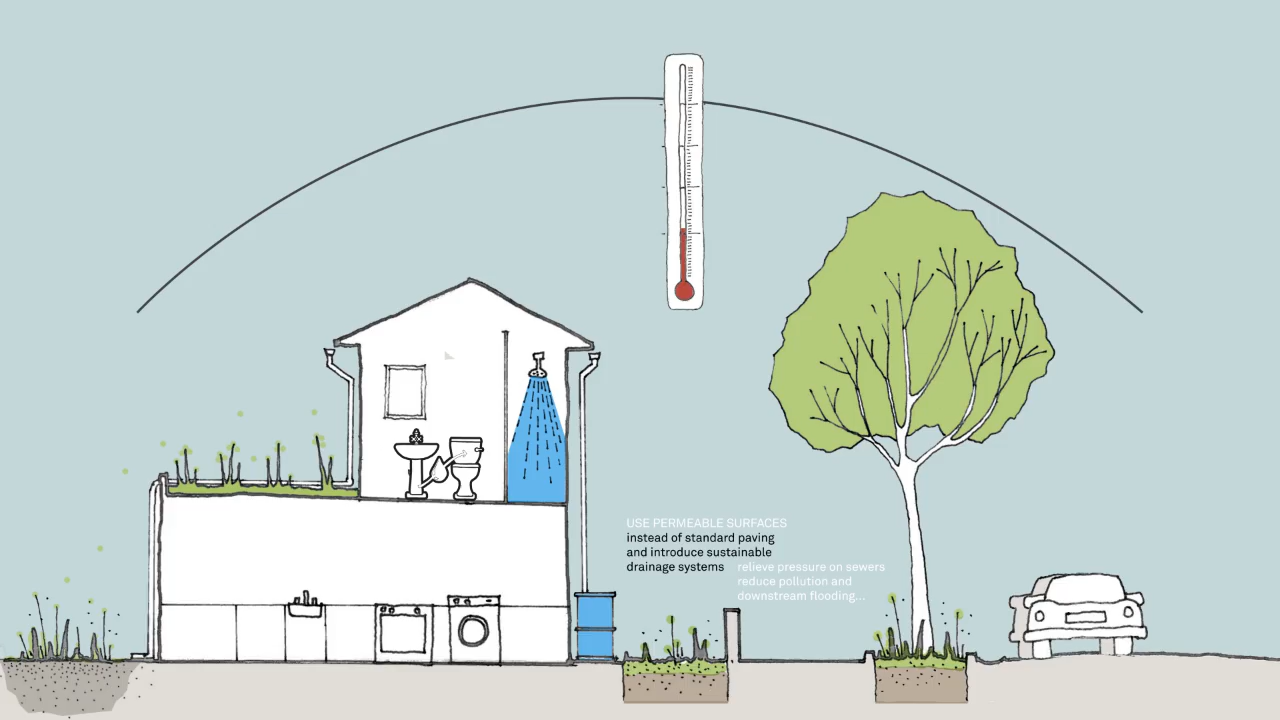 USE PERMEABLE SURFACES
instead of standard paving
and introduce sustainable
drainage systems
relieve pressure on sewers
reduce pollution and
downstream flooding...